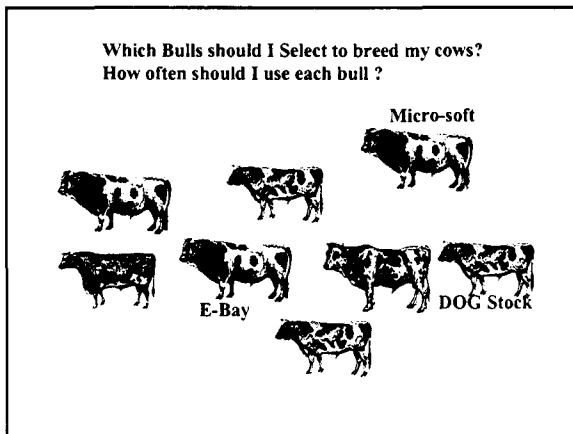 Which Bulls should I Select to breed my cows?
How often should I use each bull ?
Micro-soft
E-Bay
DOG Stock